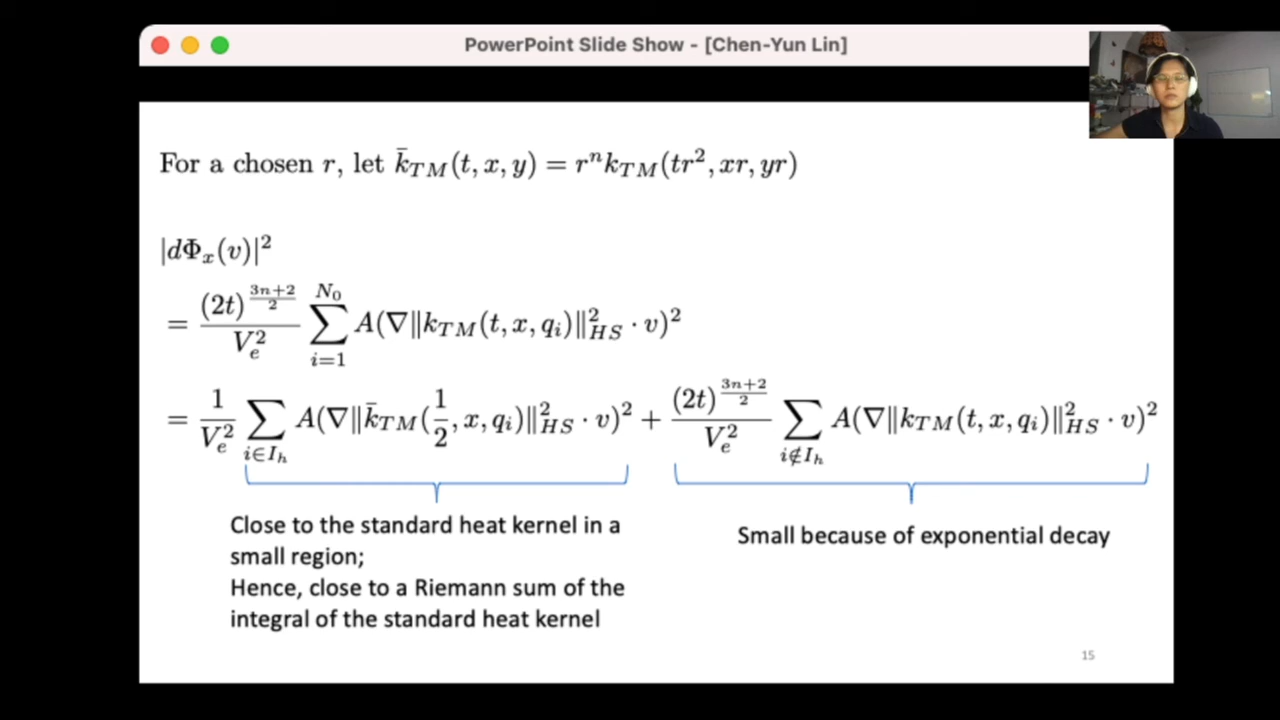 PowerPoint Slide Show - [Chen-Yun Lin]
For a chosen r, let k̄_{TM}(t, x, y) = r^n k_{TM}(tr^2, xr, yr)
|dΦ_x(v)|^2
= \frac{(2t)^{\frac{3n+2}{2}}}{V_e^2} \sum_{i=1}^{N_0} A(∇‖k_{TM}(t, x, q_i)‖_{HS}^2 · v)^2
= \frac{1}{V_e^2} \sum_{i∈I_h} A(∇‖k̄_{TM}(\frac{1}{2}, x, q_i)‖_{HS}^2 · v)^2 + \frac{(2t)^{\frac{3n+2}{2}}}{V_e^2} \sum_{i∉I_h} A(∇‖k_{TM}(t, x, q_i)‖_{HS}^2 · v)^2
Close to the standard heat kernel in a
small region;
Hence, close to a Riemann sum of the
integral of the standard heat kernel
Small because of exponential decay
15